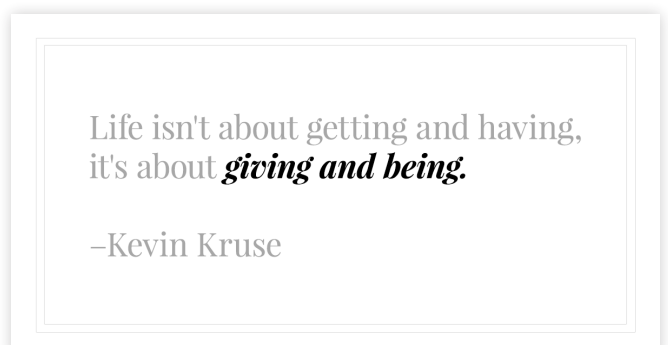 Life isn't about getting and having,
it's about giving and being.
–Kevin Kruse